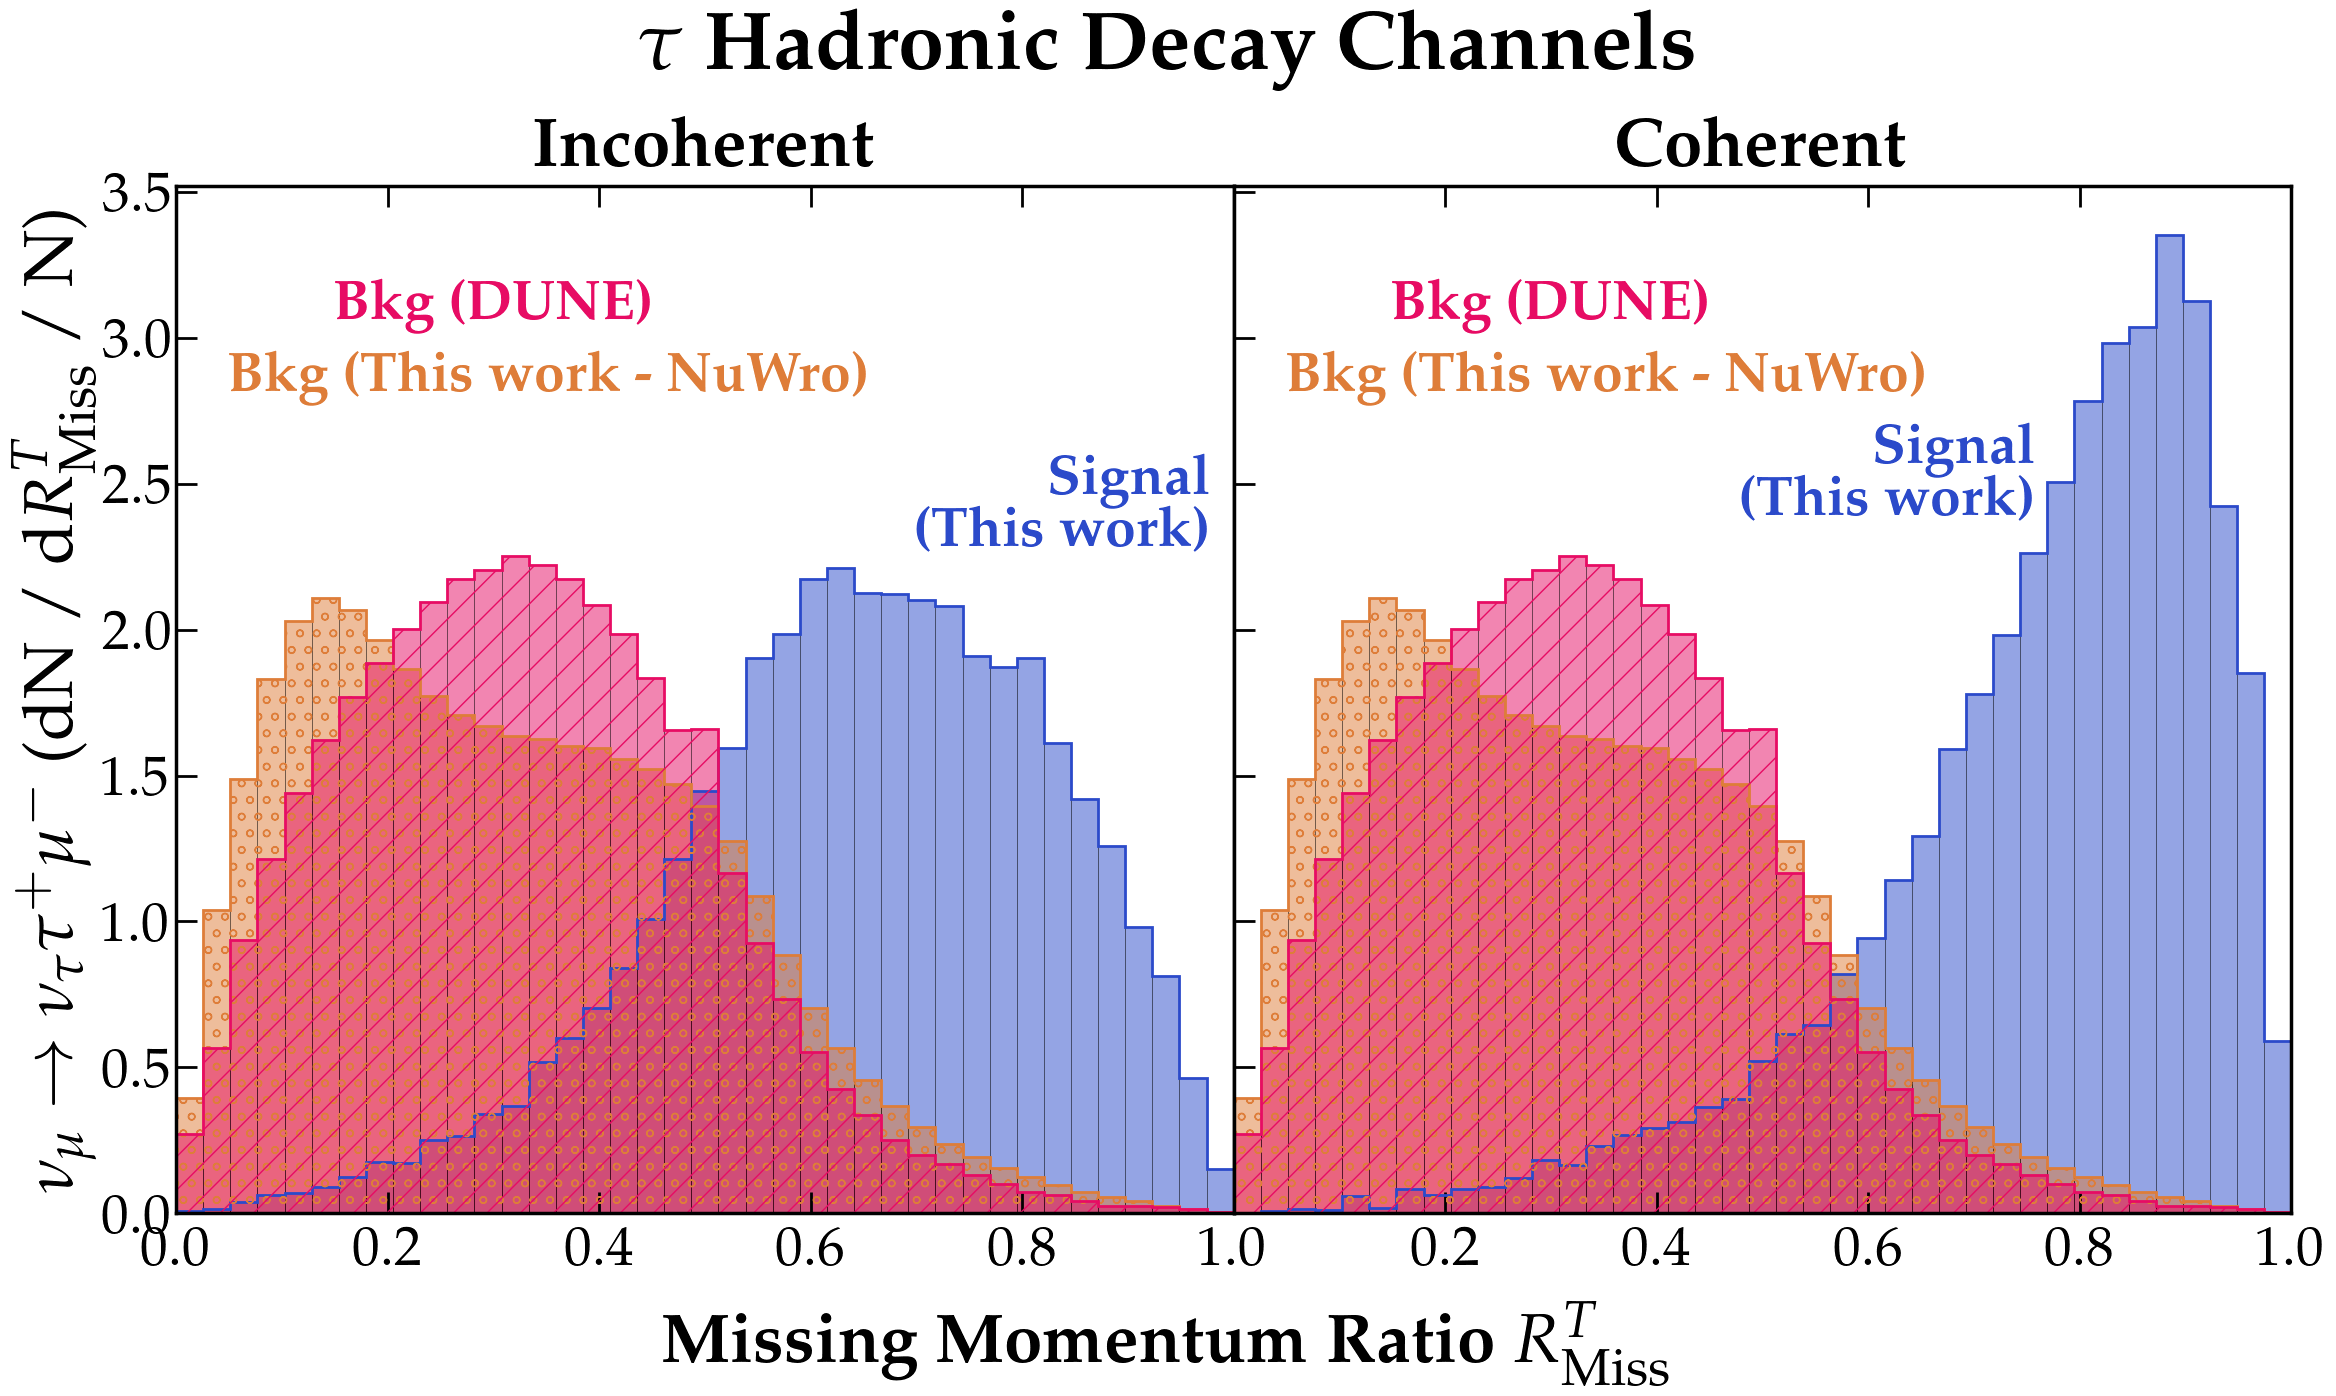 τ Hadronic Decay Channels
Incoherent
Coherent
ν_μ → ν_τ τ⁺ μ⁻ (dN / dR^T_Miss / N)
3.5
3.0
2.5
2.0
1.5
1.0
0.5
0.0
Bkg (DUNE)
Bkg (This work - NuWro)
Signal
(This work)
Bkg (DUNE)
Bkg (This work - NuWro)
Signal
(This work)
0.0 0.2 0.4 0.6 0.8 1.0 0.2 0.4 0.6 0.8 1.0
Missing Momentum Ratio R^T_Miss